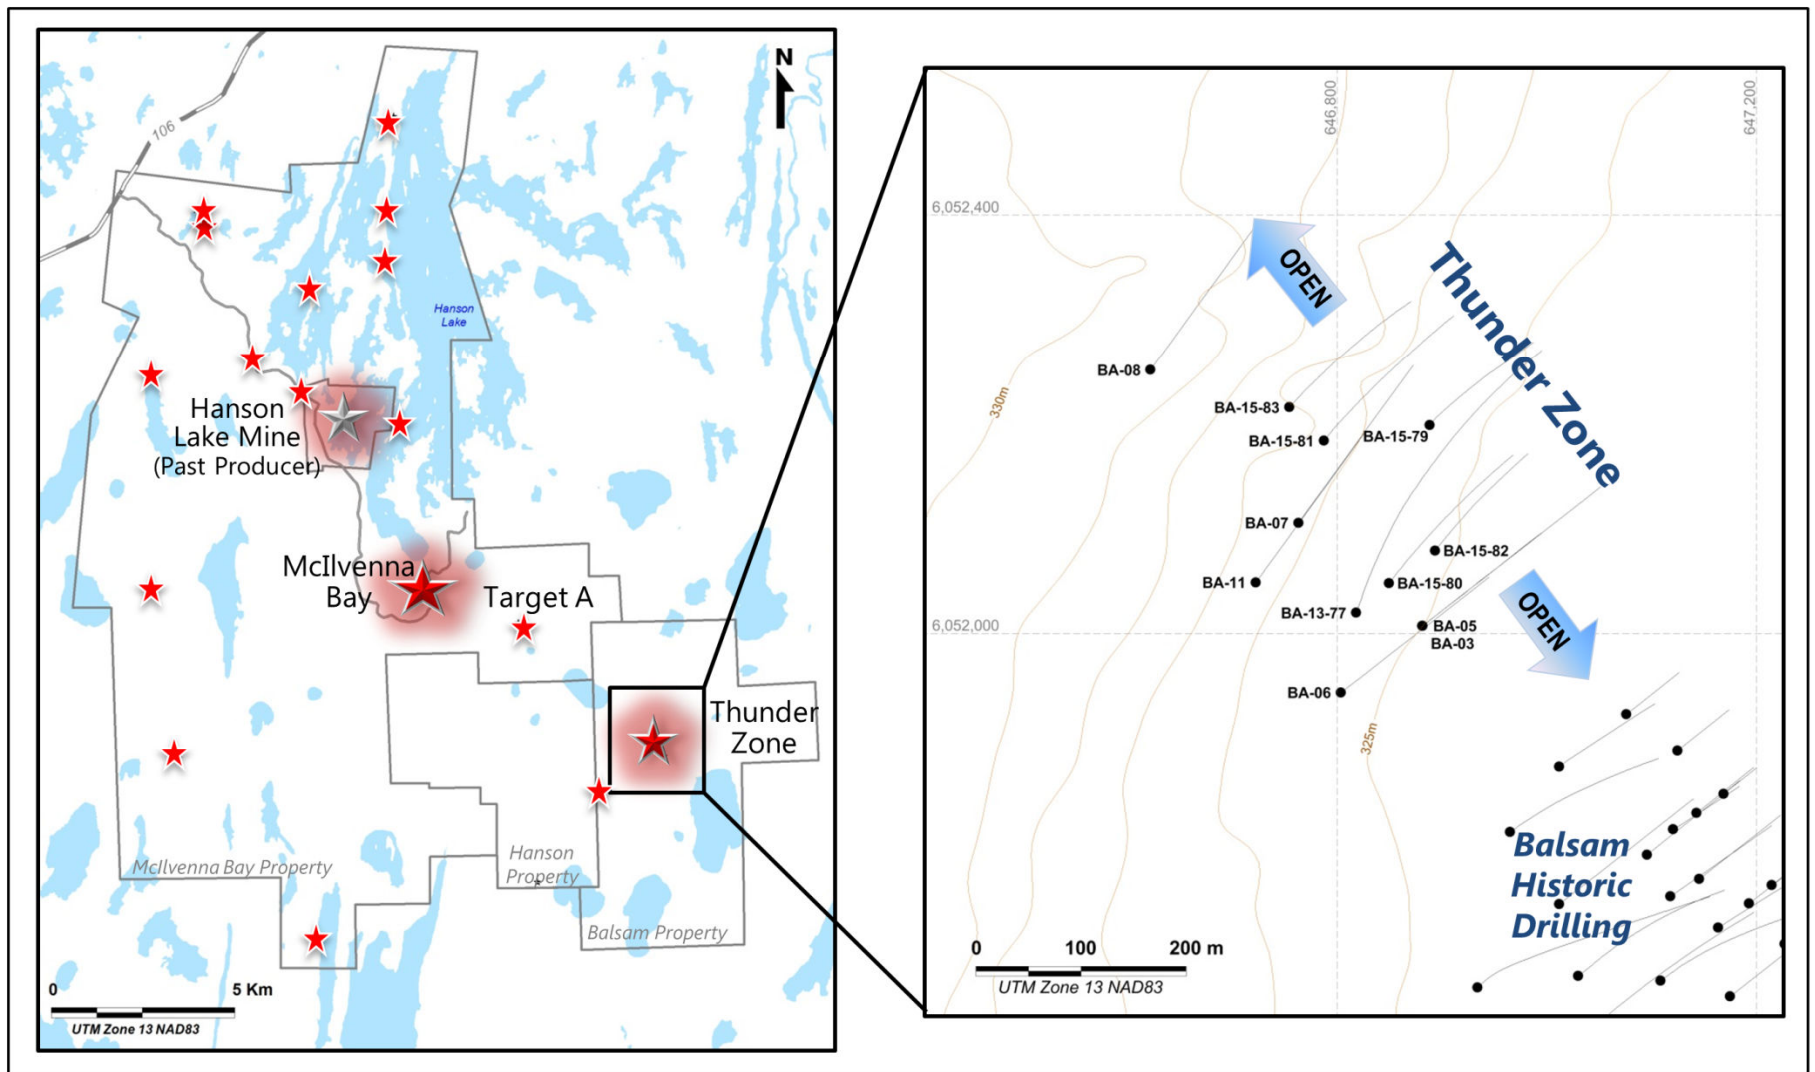 N
106
Hanson
Lake
Hanson
Lake Mine
(Past Producer)
McIlvenna
Bay
Target A
Thunder
Zone
McIlvenna Bay Property
Hanson
Property
*
Balsam Property
0 5 Km
UTM Zone 13 NAD83
646,800
647,200
6,052,400
OPEN
Thunder Zone
BA-08
330m
BA-15-83
BA-15-81
BA-15-79
BA-07
BA-15-82
BA-11
BA-15-80
BA-13-77
OPEN
6,052,000
BA-05
BA-03
BA-06
325m
Balsam
Historic
Drilling
0 100 200 m
UTM Zone 13 NAD83